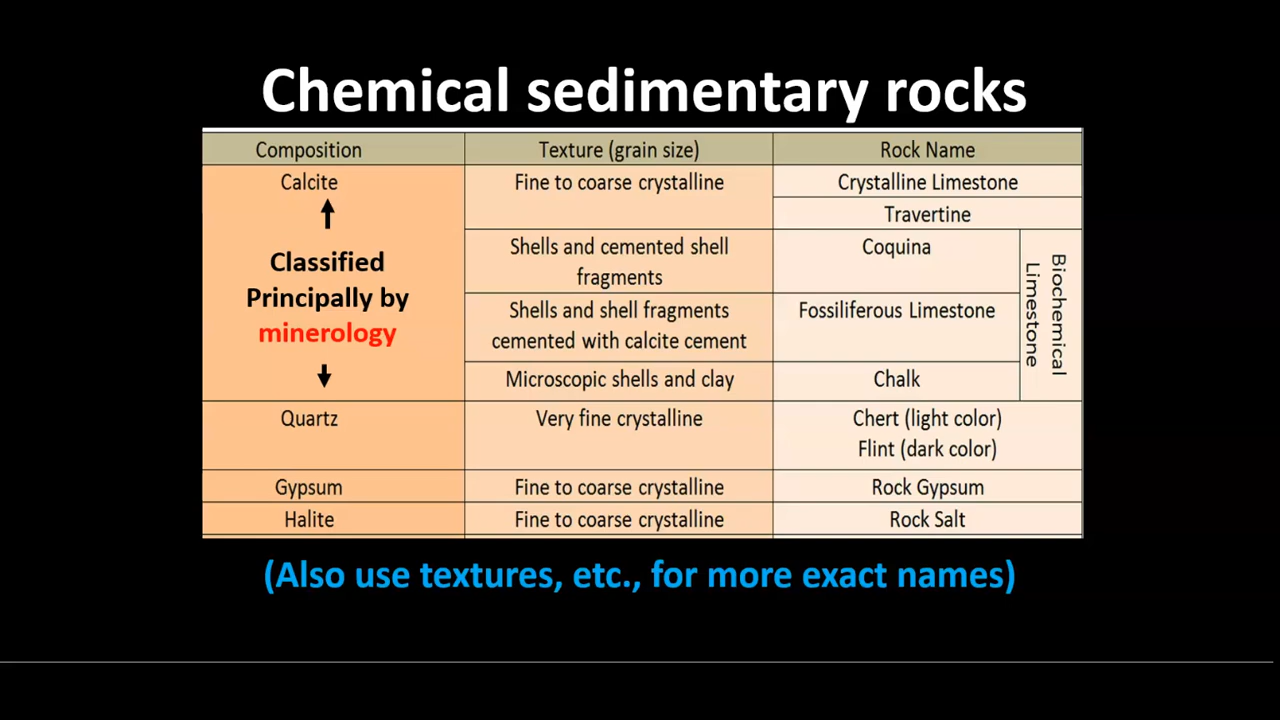 Chemical sedimentary rocks
Composition
Texture (grain size)
Rock Name
Calcite
Fine to coarse crystalline
Crystalline Limestone
Travertine
Classified
Principally by
minerology
Shells and cemented shell
fragments
Coquina
Shells and shell fragments
cemented with calcite cement
Fossiliferous Limestone
Microscopic shells and clay
Chalk
Biochemical
Limestone
Quartz
Very fine crystalline
Chert (light color)
Flint (dark color)
Gypsum
Fine to coarse crystalline
Rock Gypsum
Halite
Fine to coarse crystalline
Rock Salt
(Also use textures, etc., for more exact names)